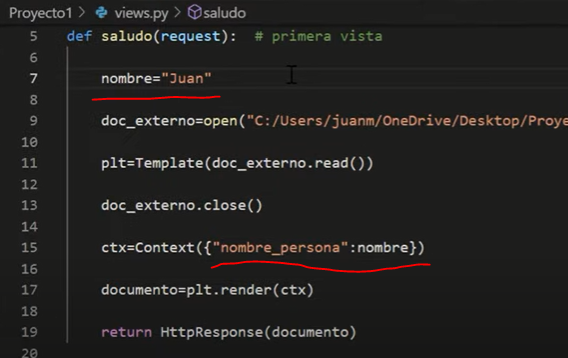 Proyecto1 > views.py > saludo
5 def saludo(request):  # primera vista
6
7 nombre="Juan"
8
9 doc_externo=open("C:/Users/juanm/OneDrive/Desktop/Proye
10
11 plt=Template(doc_externo.read())
12
13 doc_externo.close()
14
15 ctx=Context({"nombre_persona":nombre})
16
17 documento=plt.render(ctx)
18
19 return HttpResponse(documento)
20